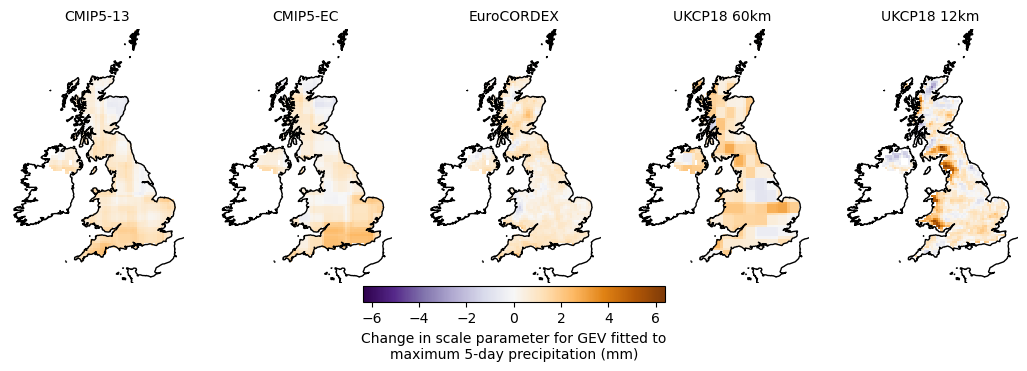 CMIP5-13 CMIP5-EC EuroCORDEX UKCP18 60km UKCP18 12km
−6 −4 −2 0 2 4 6
Change in scale parameter for GEV fitted to
maximum 5-day precipitation (mm)